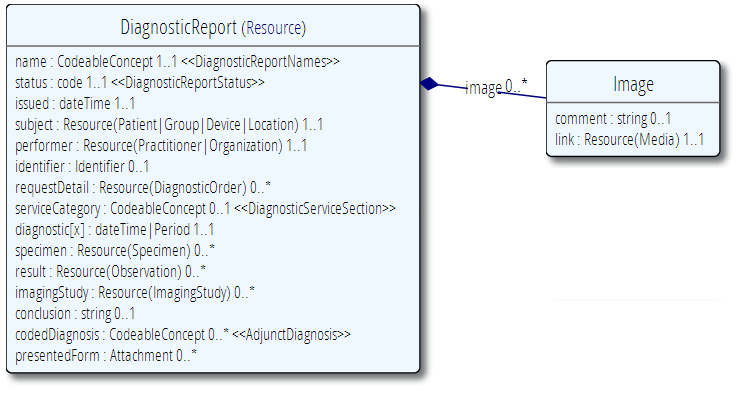 DiagnosticReport (Resource)
name : CodeableConcept 1..1 <<DiagnosticReportNames>>
status : code 1..1 <<DiagnosticReportStatus>>
issued : dateTime 1..1
subject : Resource(Patient|Group|Device|Location) 1..1
performer : Resource(Practitioner|Organization) 1..1
identifier : Identifier 0..1
requestDetail : Resource(DiagnosticOrder) 0..*
serviceCategory : CodeableConcept 0..1 <<DiagnosticServiceSection>>
diagnostic[x] : dateTime|Period 1..1
specimen : Resource(Specimen) 0..*
result : Resource(Observation) 0..*
imagingStudy : Resource(ImagingStudy) 0..*
conclusion : string 0..1
codedDiagnosis : CodeableConcept 0..* <<AdjunctDiagnosis>>
presentedForm : Attachment 0..*
image 0..*
Image
comment : string 0..1
link : Resource(Media) 1..1